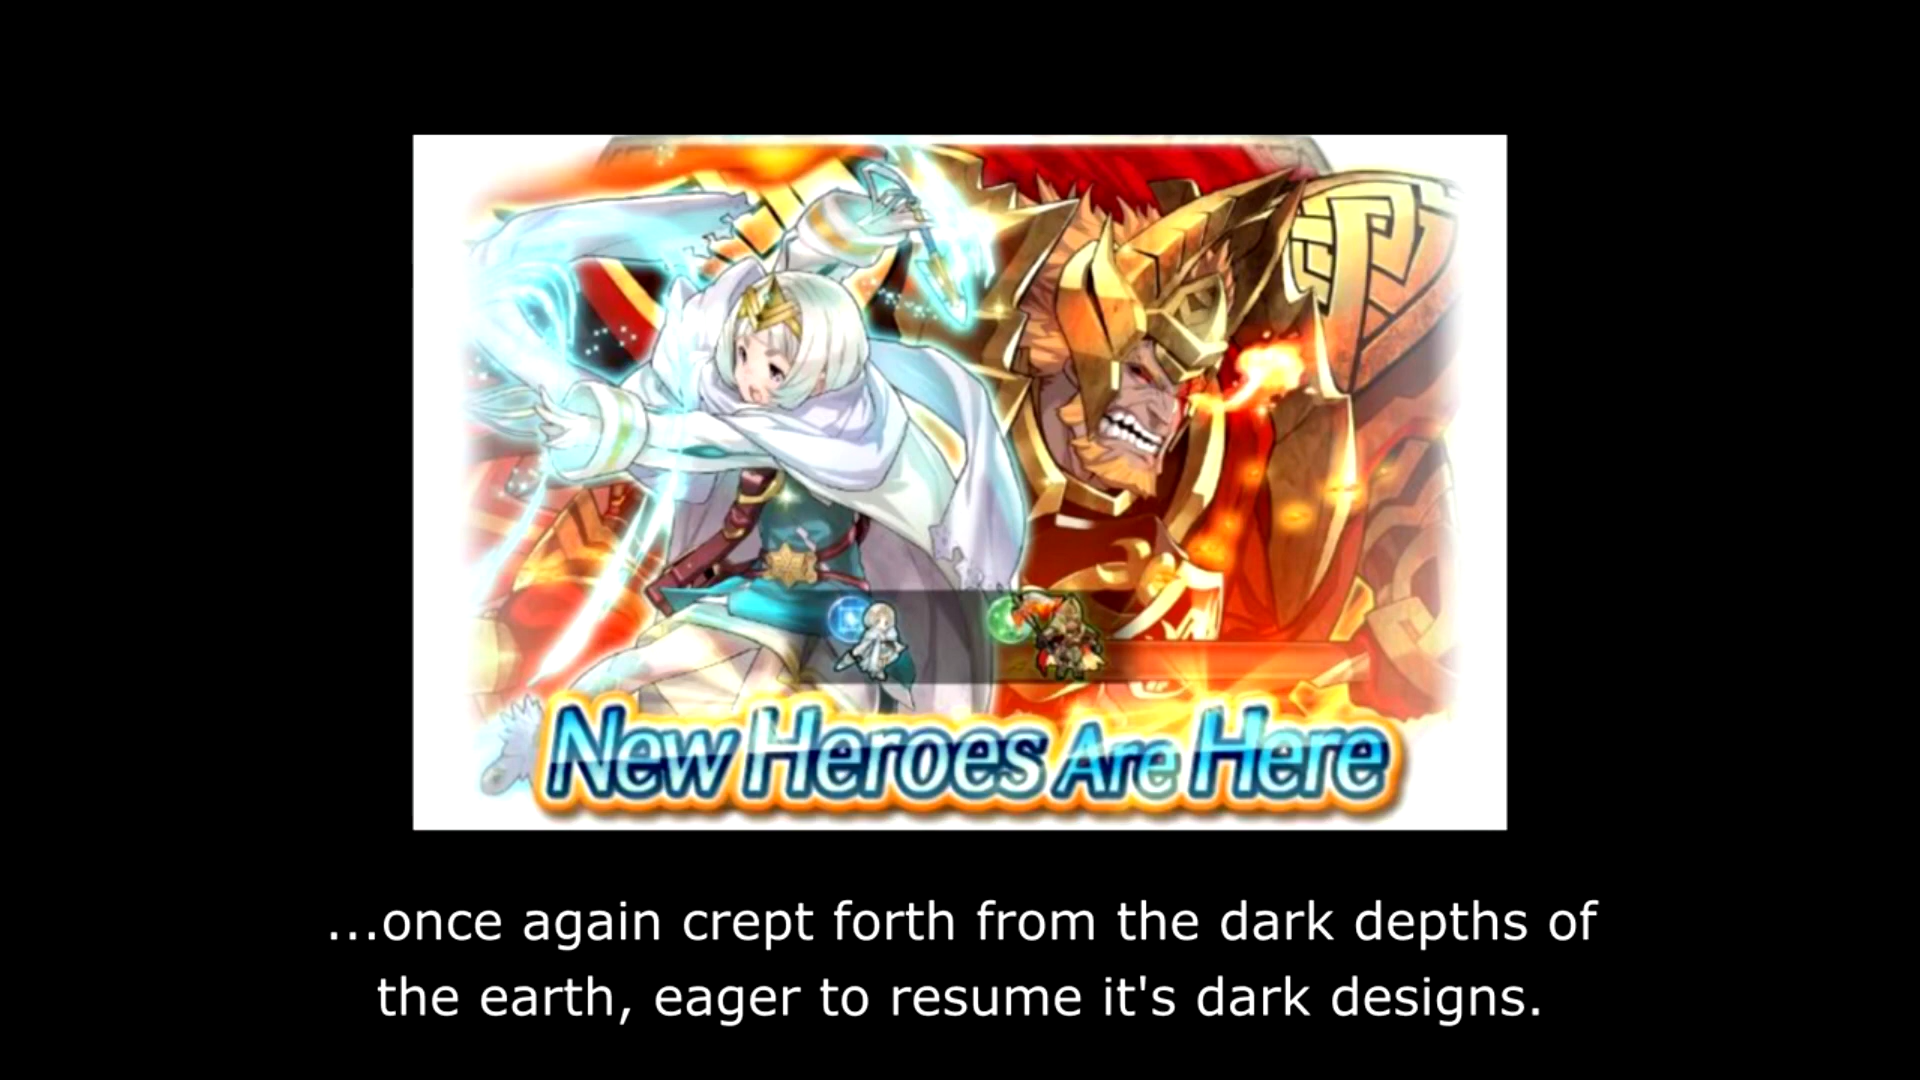 New Heroes Are Here
...once again crept forth from the dark depths of
the earth, eager to resume it's dark designs.